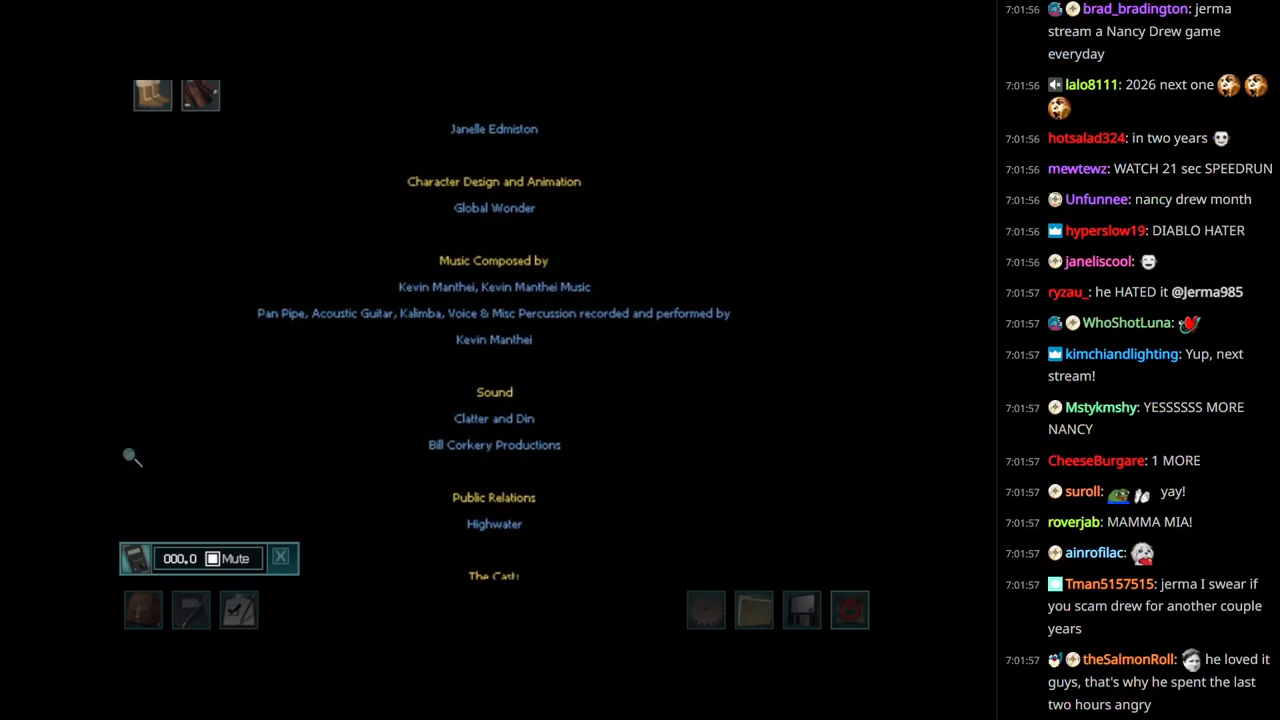 Janelle Edmiston
Character Design and Animation
Global Wonder
Music Composed by
Kevin Manthei, Kevin Manthei Music
Pan Pipe, Acoustic Guitar, Kalimba, Voice & Misc Percussion recorded and performed by
Kevin Manthei
Sound
Clatter and Din
Bill Corkery Productions
Public Relations
Highwater
The Cast:
000.0 Mute X
7:01:56 brad_bradington: jerma
stream a Nancy Drew game
everyday
7:01:56 lalo8111: 2026 next one
7:01:56 hotsalad324: in two years
7:01:56 mewtewz: WATCH 21 sec SPEEDRUN
7:01:56 Unfunnee: nancy drew month
7:01:56 hyperslow19: DIABLO HATER
7:01:56 janeliscool:
7:01:57 ryzau_: he HATED it @Jerma985
7:01:57 WhoShotLuna:
7:01:57 kimchiandlighting: Yup, next
stream!
7:01:57 Mstykmshy: YESSSSSS MORE
NANCY
7:01:57 CheeseBurgare: 1 MORE
7:01:57 suroll: yay!
7:01:57 roverjab: MAMMA MIA!
7:01:57 ainrofilac:
7:01:57 Tman5157515: jerma I swear if
you scam drew for another couple
years
7:01:57 theSalmonRoll: he loved it
guys, that's why he spent the last
two hours angry